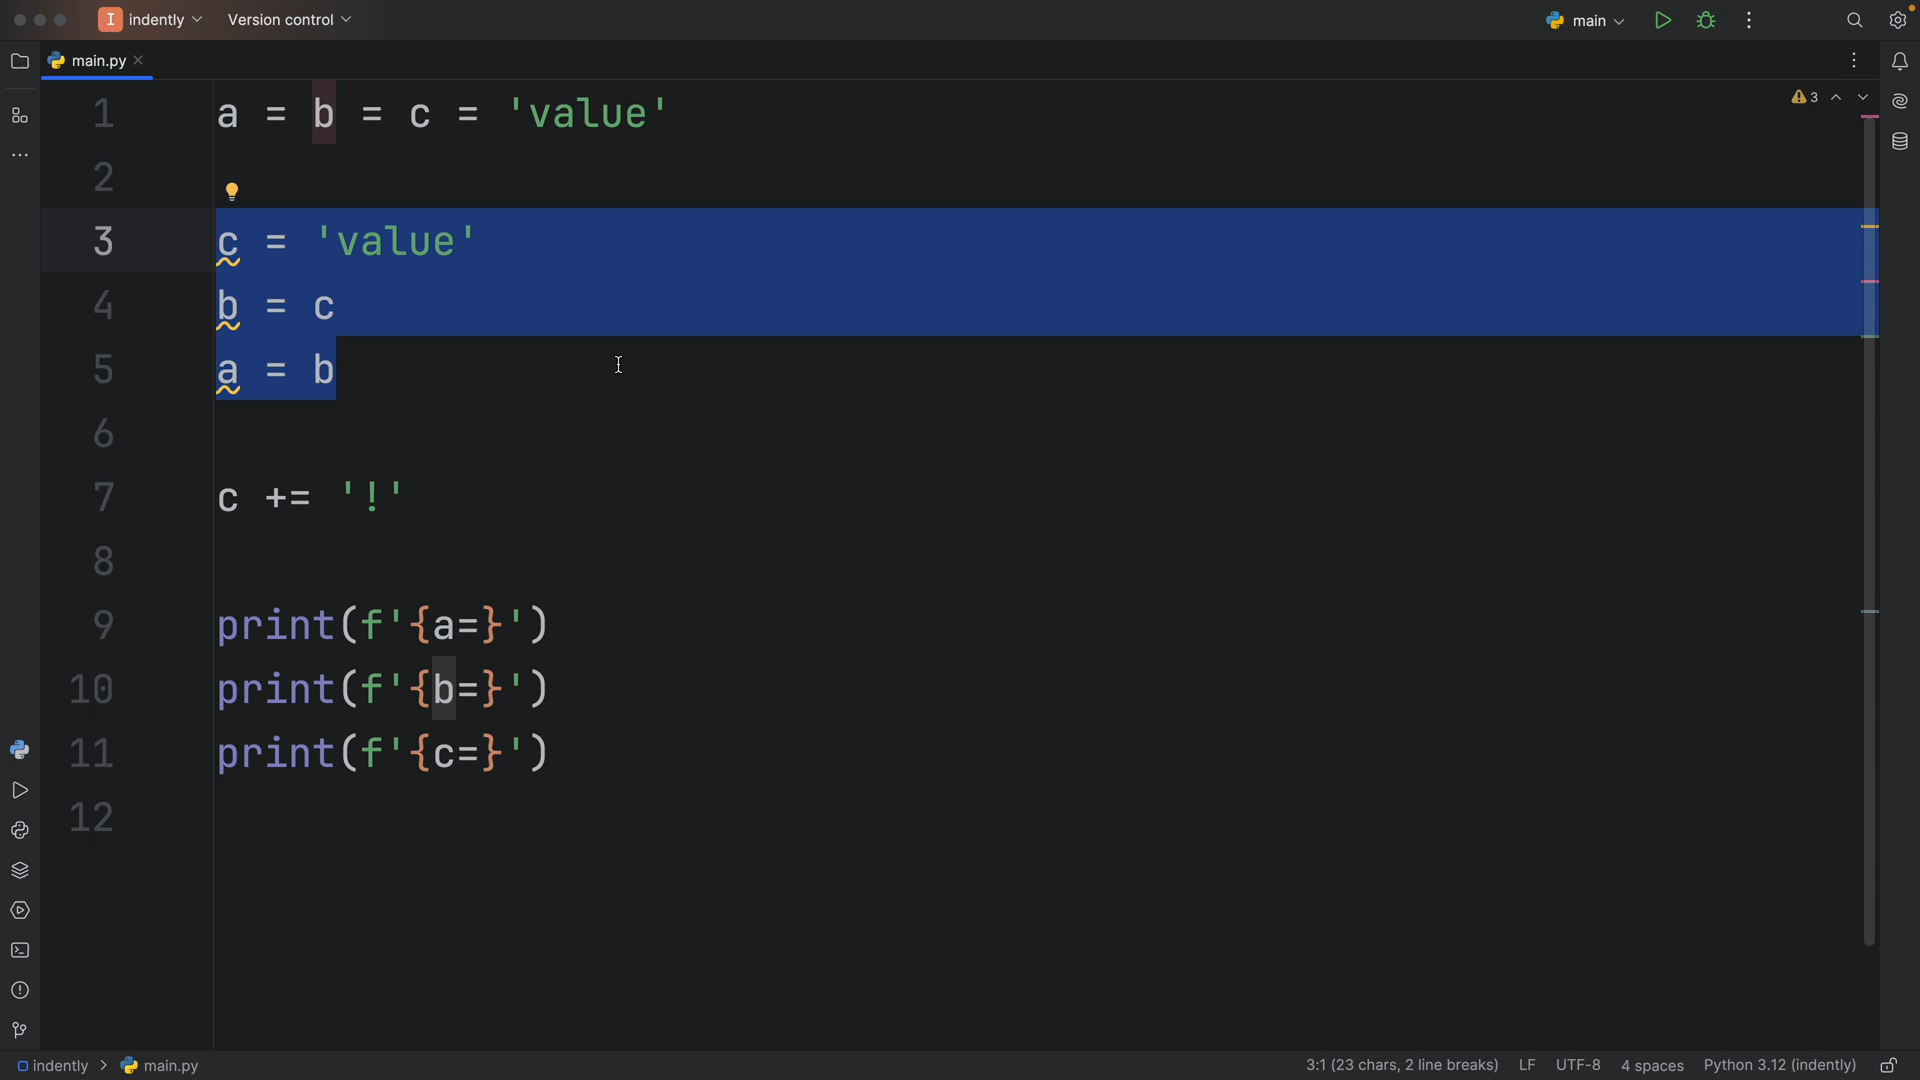 I indently Version control main
main.py
3
1 a = b = c = 'value'
2
3 c = 'value'
4 b = c
5 a = b
6
7 c += '!'
8
9 print(f'{a=}')
10 print(f'{b=}')
11 print(f'{c=}')
12
indently > main.py 3:1 (23 chars, 2 line breaks) LF UTF-8 4 spaces Python 3.12 (indently)